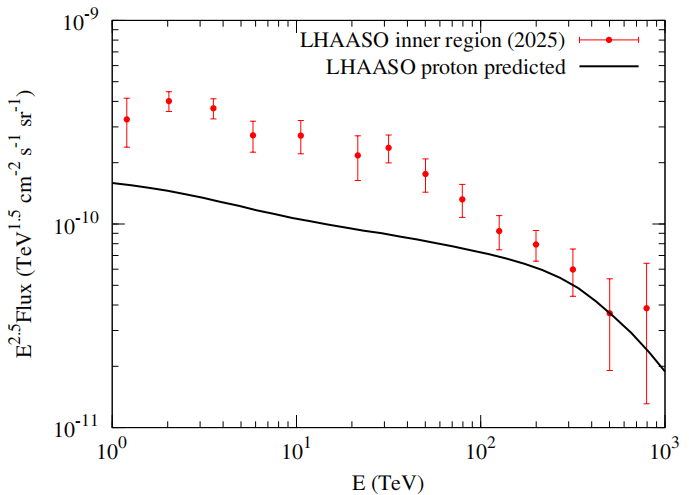 10^-9
LHAASO inner region (2025)
LHAASO proton predicted
E^2.5Flux (TeV^1.5 cm^-2 s^-1 sr^-1)
10^-10
10^-11
10^0 10^1 10^2 10^3
E (TeV)